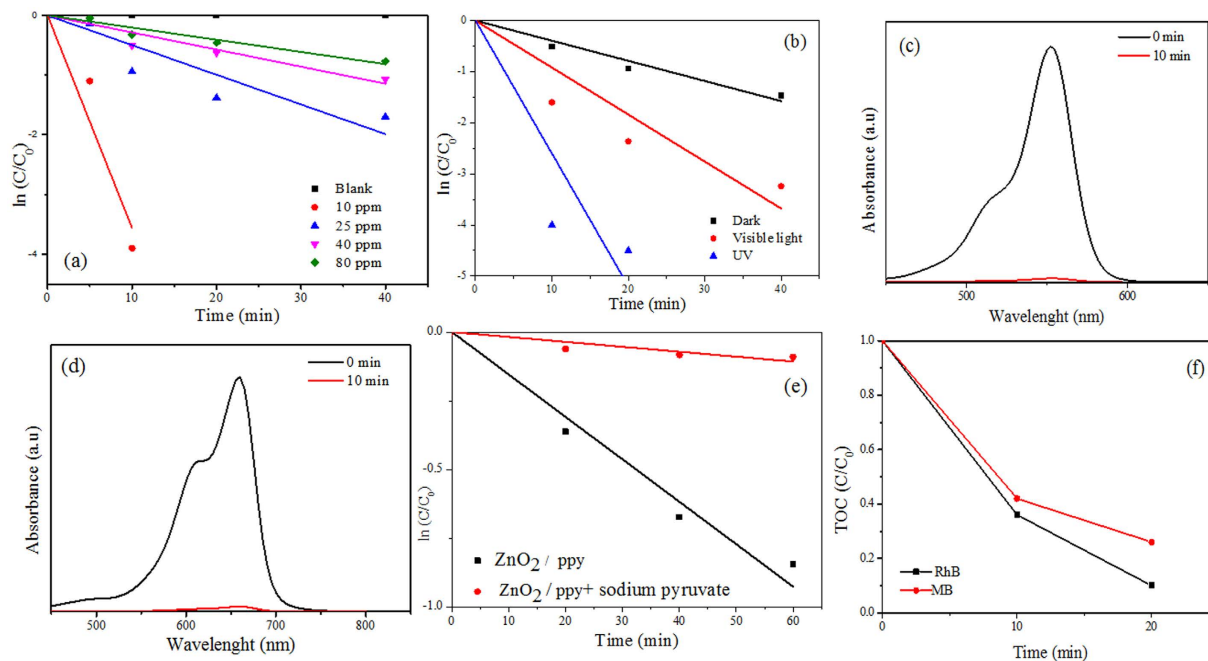 0
-2
-4
ln (C/C0)
0
10
20
30
40
Time (min)
(a)
Blank
10 ppm
25 ppm
40 ppm
80 ppm
0
-1
-2
-3
-4
-5
ln (C/C0)
0
10
20
30
40
Time (min)
(b)
Dark
Visible light
UV
(c)
0 min
10 min
Absorbance (a.u)
500
600
Wavelenght (nm)
(d)
0 min
10 min
Absorbance (a.u)
500
600
700
800
Wavelenght (nm)
0.0
-0.5
-1.0
ln (C/C0)
0
20
40
60
Time (min)
(e)
ZnO2 / ppy
ZnO2 / ppy+ sodium pyruvate
1.0
0.8
0.6
0.4
0.2
0.0
TOC (C/C0)
0
10
20
Time (min)
(f)
RhB
MB